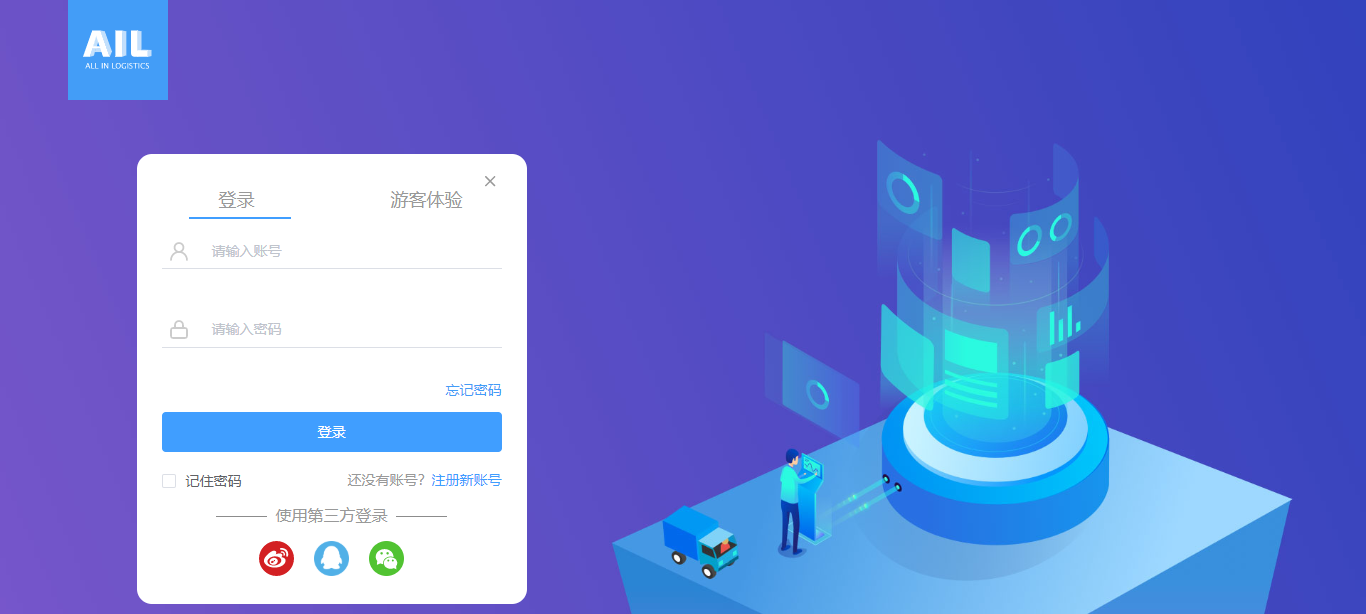 AIL
ALL IN LOGISTICS
登录
游客体验
请输入账号
请输入密码
忘记密码
登录
记住密码
还没有账号？注册新账号
使用第三方登录